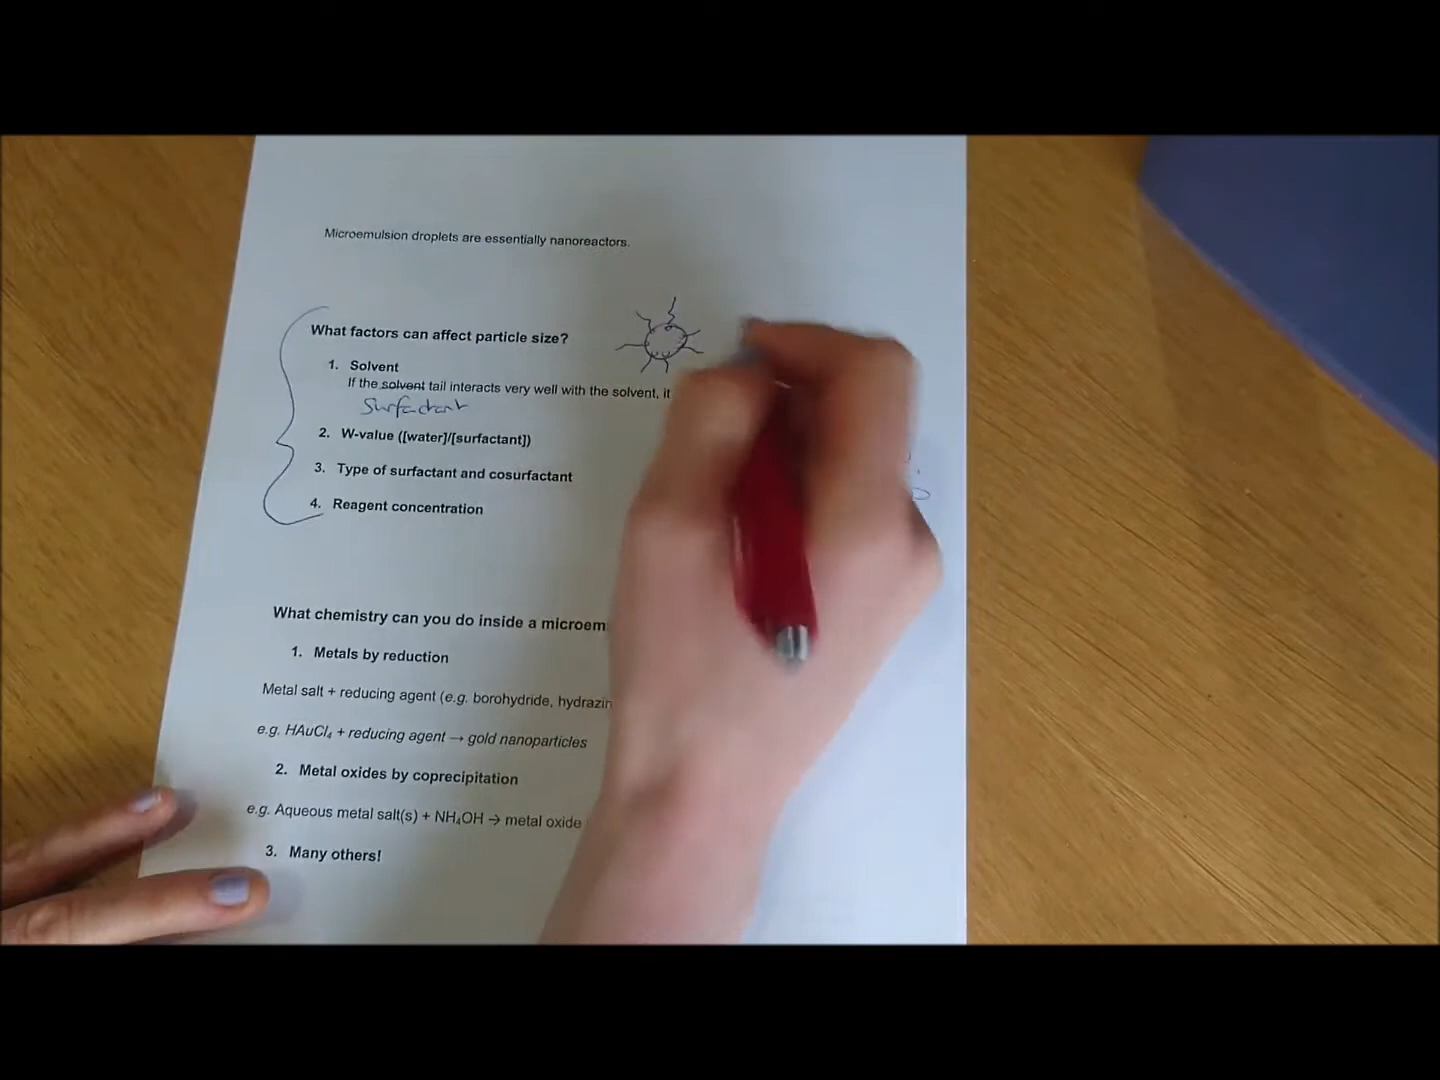 Microemulsion droplets are essentially nanoreactors.
What factors can affect particle size?
1. Solvent
If the solvent tail interacts very well with the solvent, it
Surfactant
2. W-value ([water]/[surfactant])
3. Type of surfactant and cosurfactant
4. Reagent concentration
What chemistry can you do inside a
1. Metals by reduction
Metal salt + reducing agent (e.g. borohydride,
e.g. HAuCl₄ + reducing agent → gold nanoparticles
2. Metal oxides by coprecipitation
e.g. Aqueous metal salt(s) + NH₄OH → metal oxide
3. Many others!